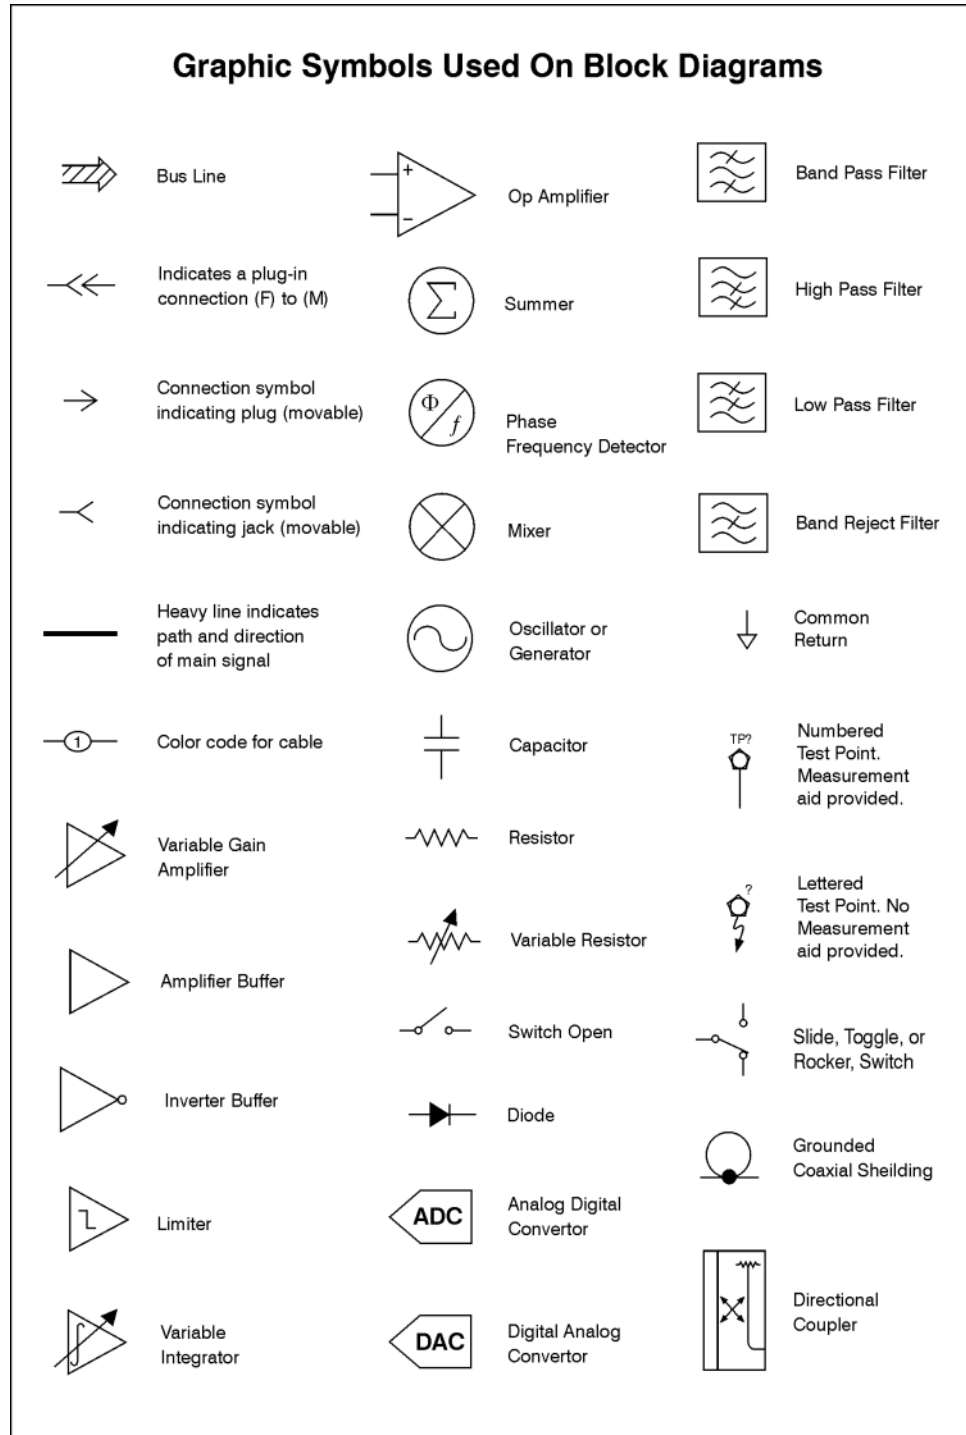 Graphic Symbols Used On Block Diagrams
Bus Line
Indicates a plug-in
connection (F) to (M)
Connection symbol
indicating plug (movable)
Connection symbol
indicating jack (movable)
Heavy line indicates
path and direction
of main signal
1
Color code for cable
Variable Gain
Amplifier
Amplifier Buffer
Inverter Buffer
Limiter
∫
Variable
Integrator
+
−
Op Amplifier
Σ
Summer
Φ
f
Phase
Frequency Detector
Mixer
Oscillator or
Generator
Capacitor
Resistor
Variable Resistor
Switch Open
Diode
ADC
Analog Digital
Convertor
DAC
Digital Analog
Convertor
Band Pass Filter
High Pass Filter
Low Pass Filter
Band Reject Filter
Common
Return
TP?
Numbered
Test Point.
Measurement
aid provided.
?
Lettered
Test Point. No
Measurement
aid provided.
Slide, Toggle, or
Rocker, Switch
Grounded
Coaxial Sheilding
Directional
Coupler